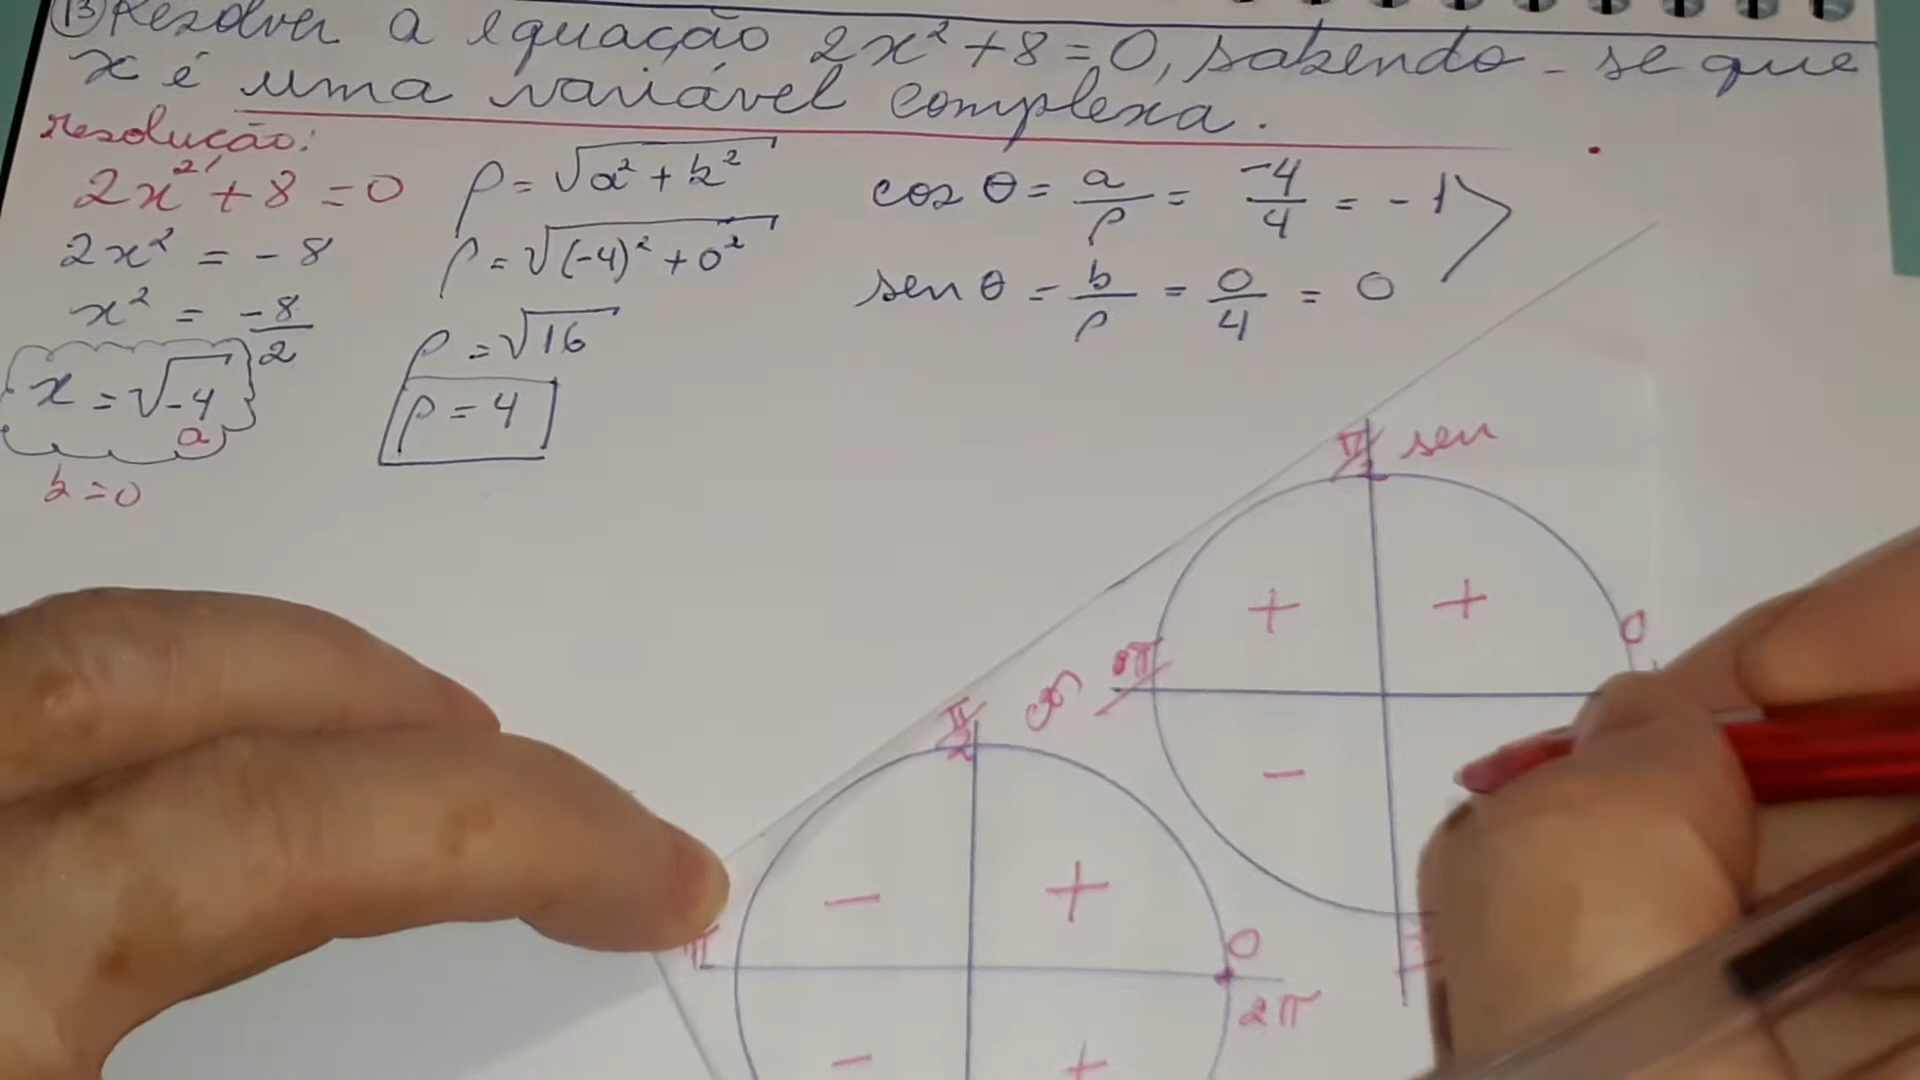 13) Resolver a equação 2x² + 8 = 0, sabendo-se que
x é uma variável complexa.
resolução:
2x² + 8 = 0
2x² = -8
x² = -8/2
x = √-4
a
b = 0
ρ = √a² + b²
ρ = √(-4)² + 0²
ρ = √16
ρ = 4
cos θ = a/ρ = -4/4 = -1
sen θ = b/ρ = 0/4 = 0
π/2 sen
+ +
0
π
-
π/2 cos
- +
π
0
2π
- +